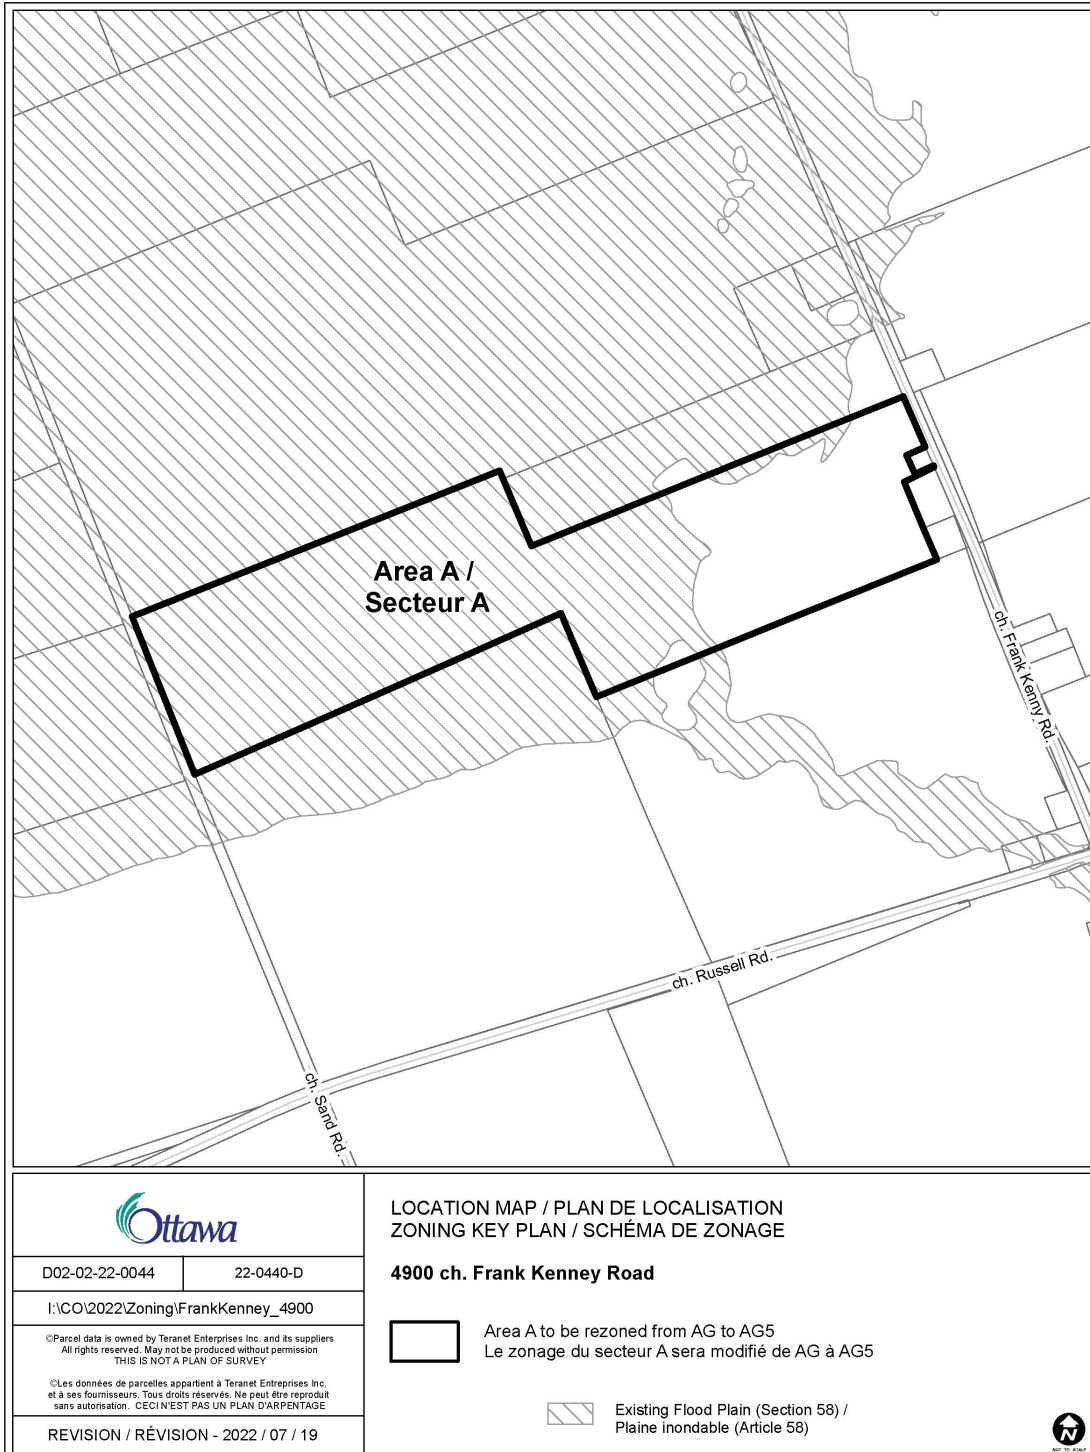 Area A /
Secteur A
ch. Frank Kenny Rd.
ch. Russell Rd.
ch. Sand Rd.
Ottawa
D02-02-22-0044
22-0440-D
I:\CO\2022\Zoning\FrankKenney_4900
©Parcel data is owned by Teranet Enterprises Inc. and its suppliers
All rights reserved. May not be produced without permission
THIS IS NOT A PLAN OF SURVEY
©Les données de parcelles appartient à Teranet Entreprises Inc.
et à ses fournisseurs. Tous droits réservés. Ne peut être reproduit
sans autorisation. CECI N'EST PAS UN PLAN D'ARPENTAGE
REVISION / RÉVISION - 2022 / 07 / 19
LOCATION MAP / PLAN DE LOCALISATION
ZONING KEY PLAN / SCHÉMA DE ZONAGE
4900 ch. Frank Kenney Road
Area A to be rezoned from AG to AG5
Le zonage du secteur A sera modifié de AG à AG5
Existing Flood Plain (Section 58) /
Plaine inondable (Article 58)
N
NOT TO SCALE